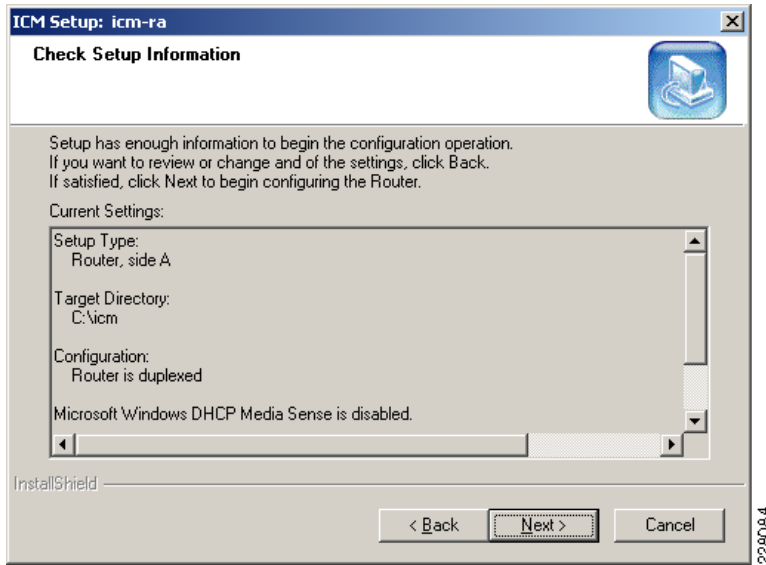 ICM Setup: icm-ra
Check Setup Information
Setup has enough information to begin the configuration operation.
If you want to review or change and of the settings, click Back.
If satisfied, click Next to begin configuring the Router.
Current Settings:
Setup Type:
Router, side A
Target Directory:
C:\icm
Configuration:
Router is duplexed
Microsoft Windows DHCP Media Sense is disabled.
InstallShield
< Back
Next >
Cancel